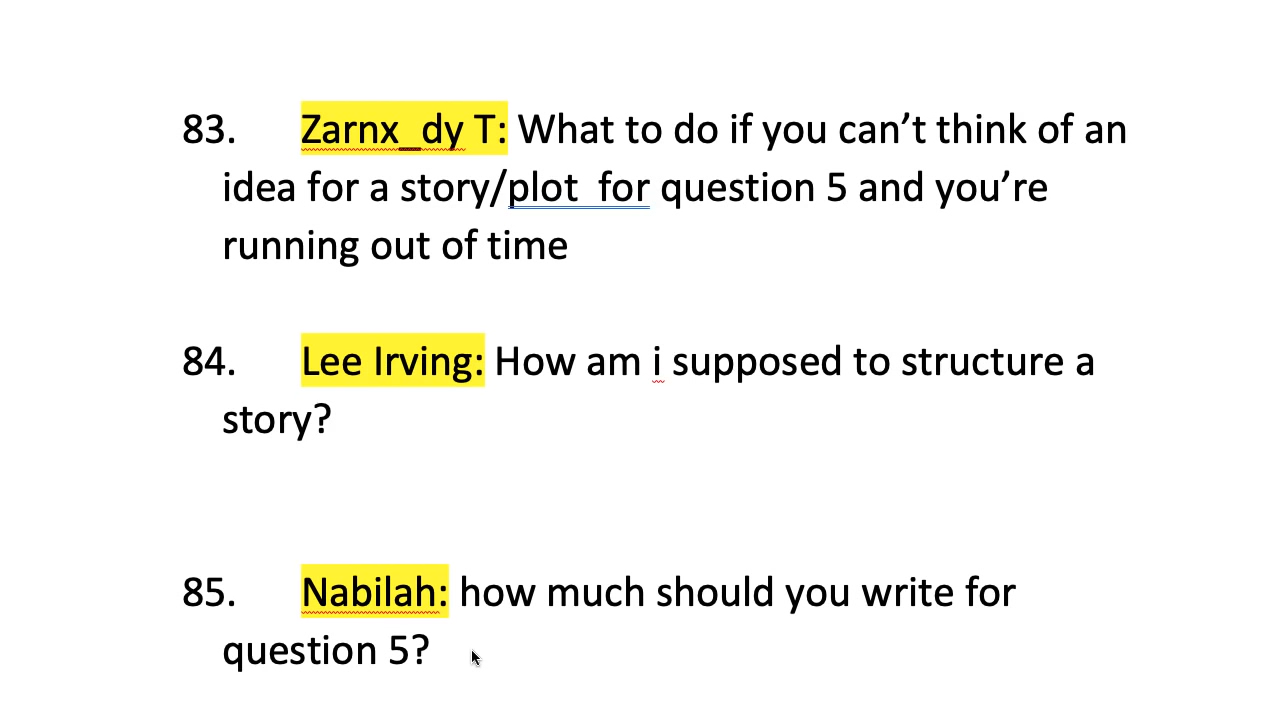 83. Zarnx_dy T: What to do if you can’t think of an
idea for a story/plot  for question 5 and you’re
running out of time
84. Lee Irving: How am i supposed to structure a
story?
85. Nabilah: how much should you write for
question 5?